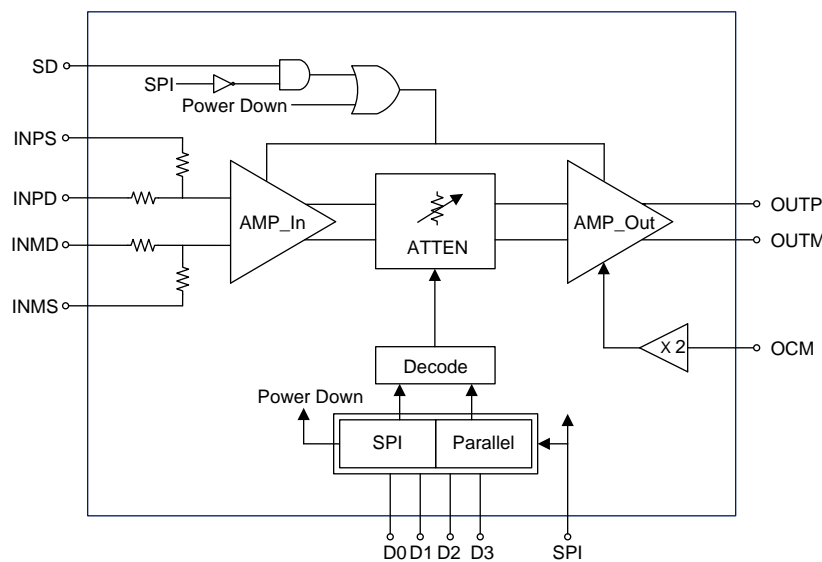 SD
SPI
Power Down
INPS
INPD
INMD
INMS
AMP_In
ATTEN
AMP_Out
OUTP
OUTM
X 2
OCM
Decode
Power Down
SPI
Parallel
D0 D1 D2 D3
SPI